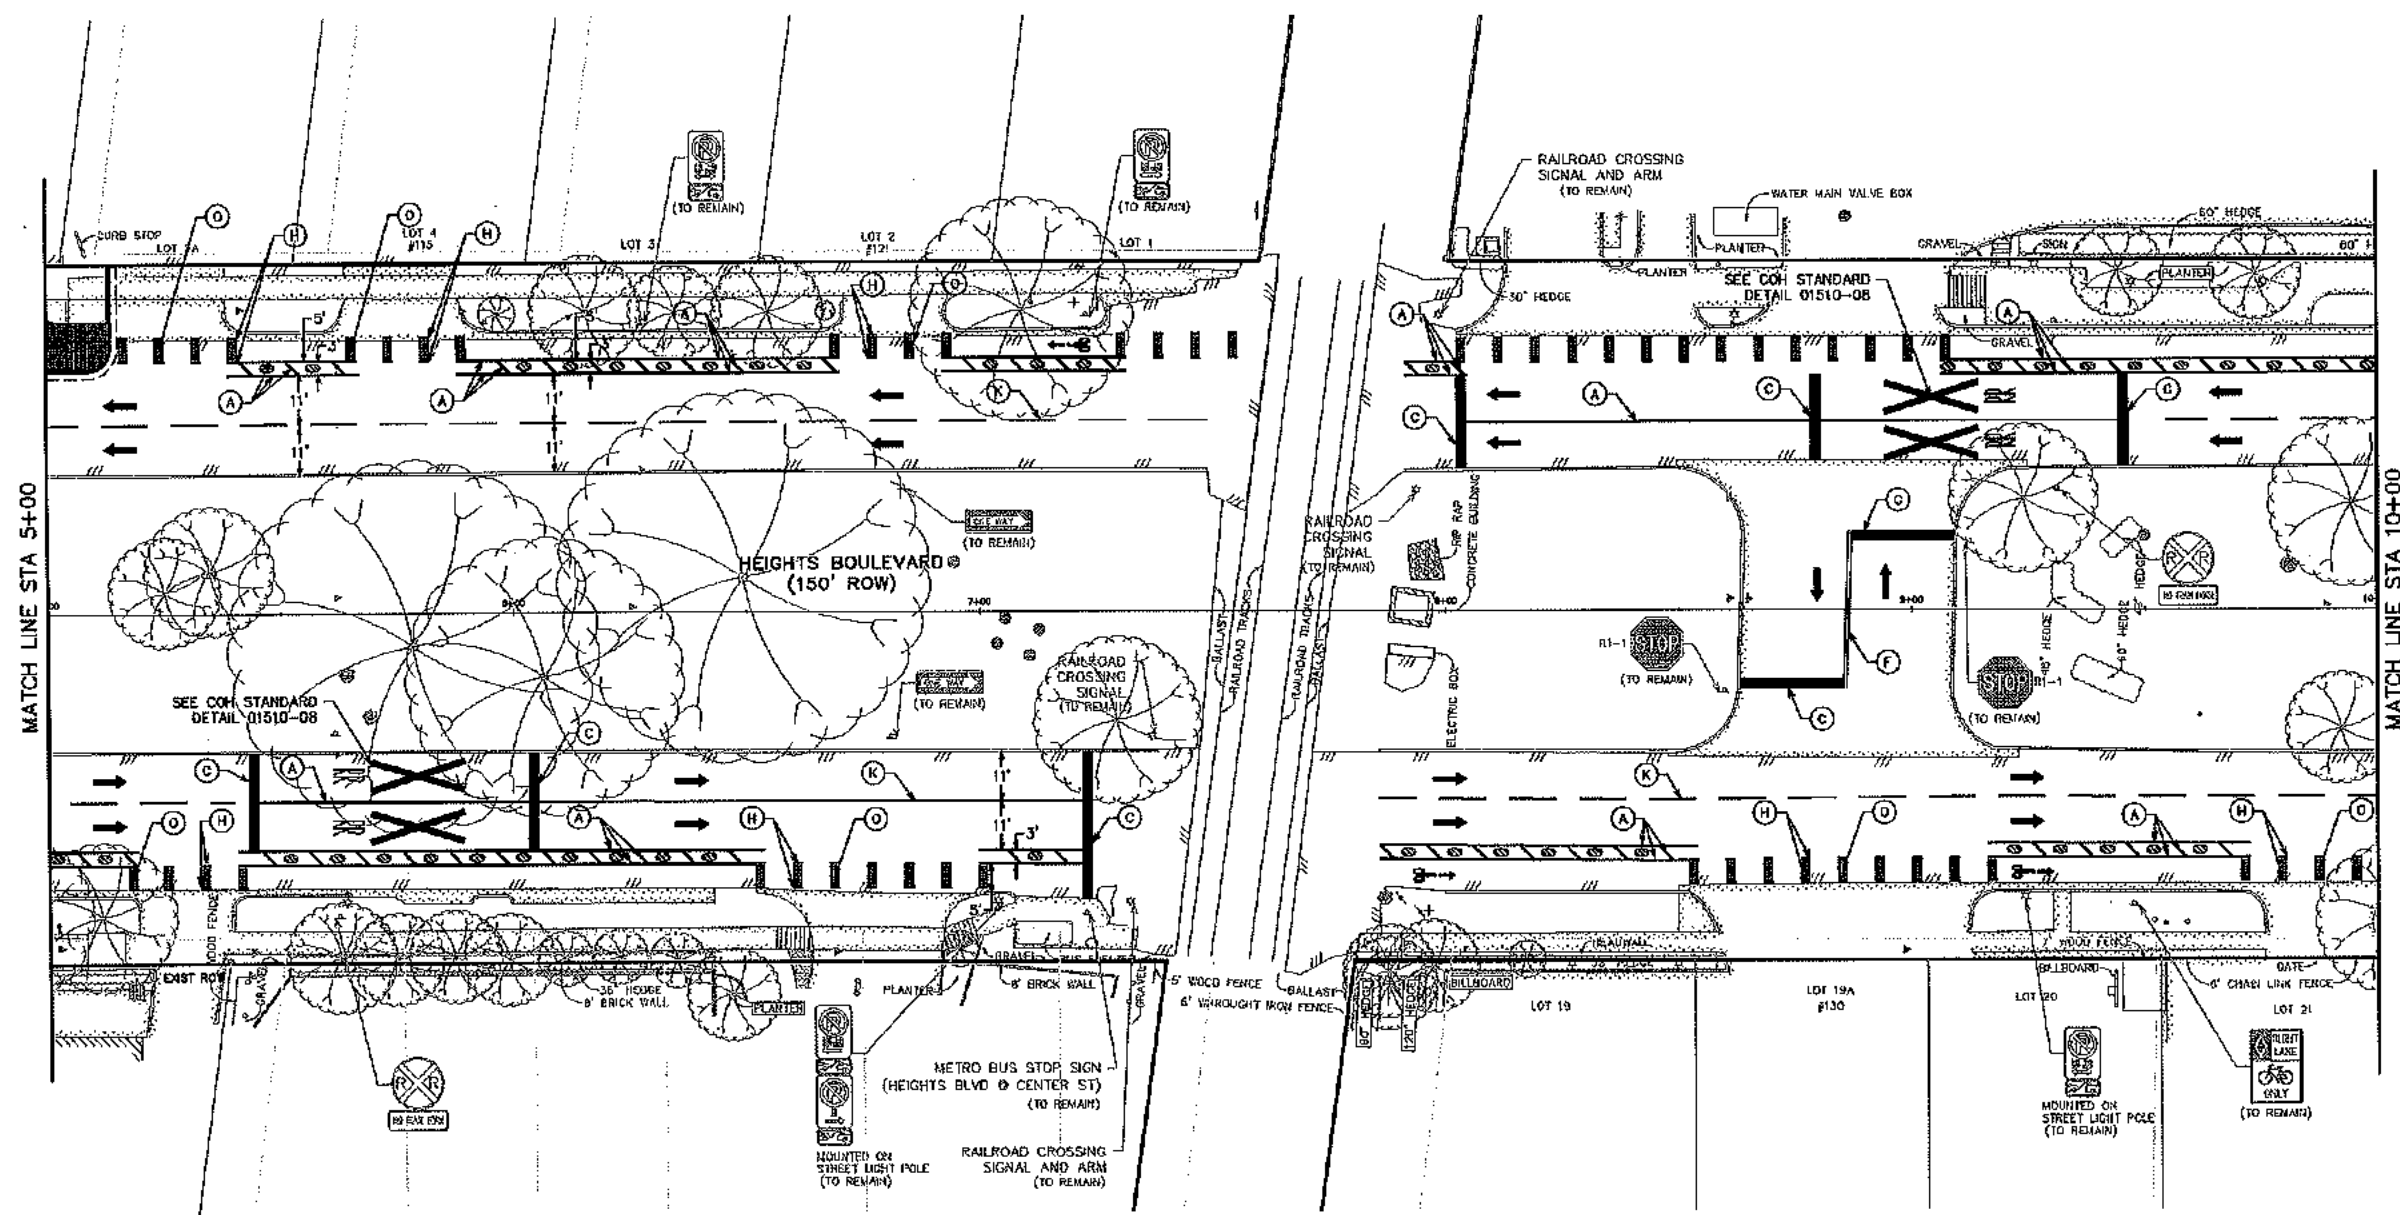 RAILROAD CROSSING
SIGNAL AND ARM
(TO REMAIN)
WATER MAIN VALVE BOX
(TO REMAIN)
(TO REMAIN)
60" HEDGE
CURB STOP
LOT 4
#115
LOT 3
LOT 2
#121
LOT 1
PLANTER
GRAVEL
SIGN
PLANTER
PLANTER
SEE COH STANDARD
DETAIL 01510-08
30" HEDGE
GRAVEL
O
H
O
H
H
O
A
A
A
A
A
K
A
C
C
A
C
G
5'
11'
11'
11'
11'
MATCH LINE STA 5+00
MATCH LINE STA 10+00
ONE WAY
(TO REMAIN)
HEIGHTS BOULEVARD
(150' ROW)
RAILROAD
CROSSING
SIGNAL
(TO REMAIN)
RIP RAP
CONCRETE BUILDING
C
R R
HEDGE
7+00
9+00
BALLAST
RAILROAD TRACKS
RAILROAD TRACKS
BALLAST
R1-1
STOP
(TO REMAIN)
F
C
STOP
R1-1
(TO REMAIN)
60" HEDGE
ELECTRIC BOX
RAILROAD
CROSSING
SIGNAL
(TO REMAIN)
ONE WAY
(TO REMAIN)
SEE COH STANDARD
DETAIL 01510-08
C
A
C
K
K
11'
11'
3'
5'
O
H
A
H
O
C
A
H
O
A
H
O
WOOD FENCE
EXIST ROW
GRAVEL
36" HEDGE
8' BRICK WALL
PLANTER
PLANTER
GRAVEL
8' BRICK WALL
GRAVEL
5' WOOD FENCE
6' WROUGHT IRON FENCE
BALLAST
120" HEDGE
BILLBOARD
LOT 19
LOT 19A
#130
BILLBOARD
WOOD FENCE
LOT 20
GATE
6' CHAIN LINK FENCE
LOT 21
R R
METRO BUS STOP SIGN
(HEIGHTS BLVD @ CENTER ST)
(TO REMAIN)
MOUNTED ON
STREET LIGHT POLE
(TO REMAIN)
RAILROAD CROSSING
SIGNAL AND ARM
(TO REMAIN)
MOUNTED ON
STREET LIGHT POLE
(TO REMAIN)
RIGHT
LANE
ONLY
(TO REMAIN)